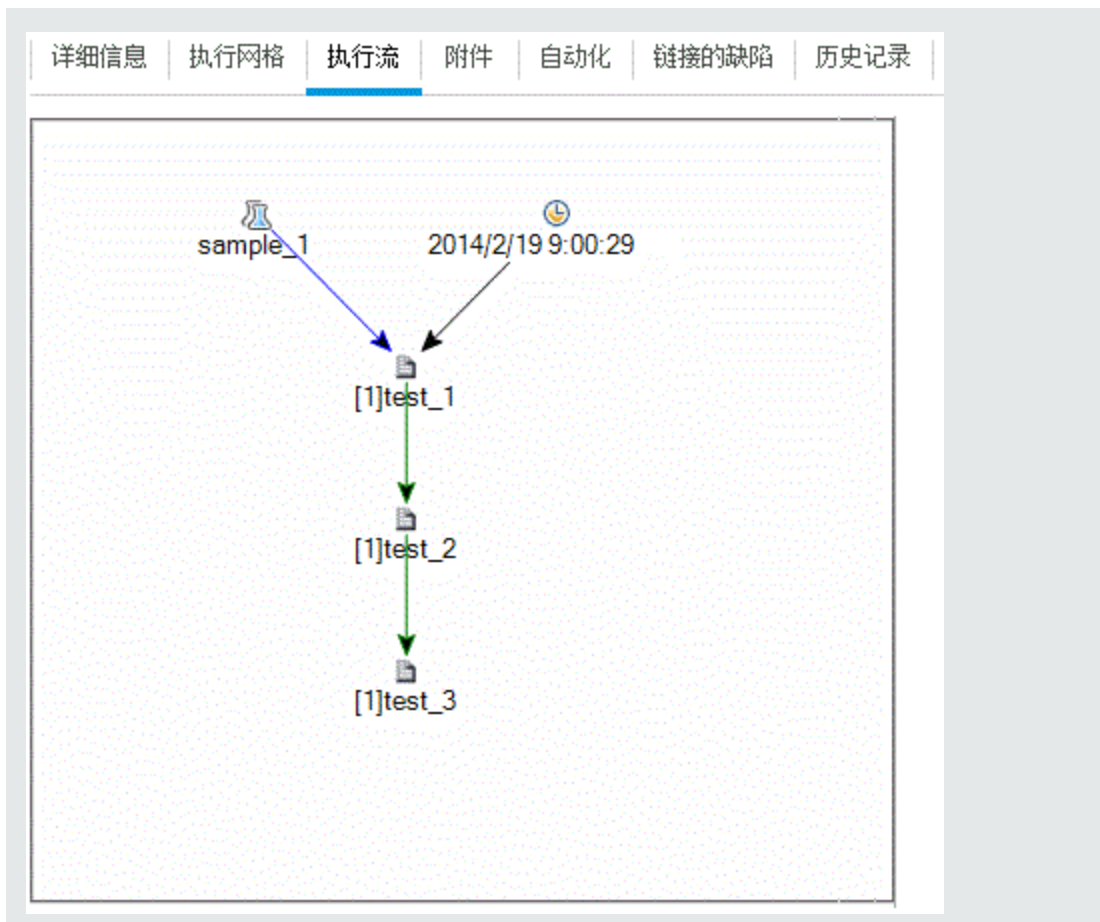 详细信息 执行网格 执行流 附件 自动化 链接的缺陷 历史记录
sample_1 2014/2/19 9:00:29
[1]test_1
[1]test_2
[1]test_3